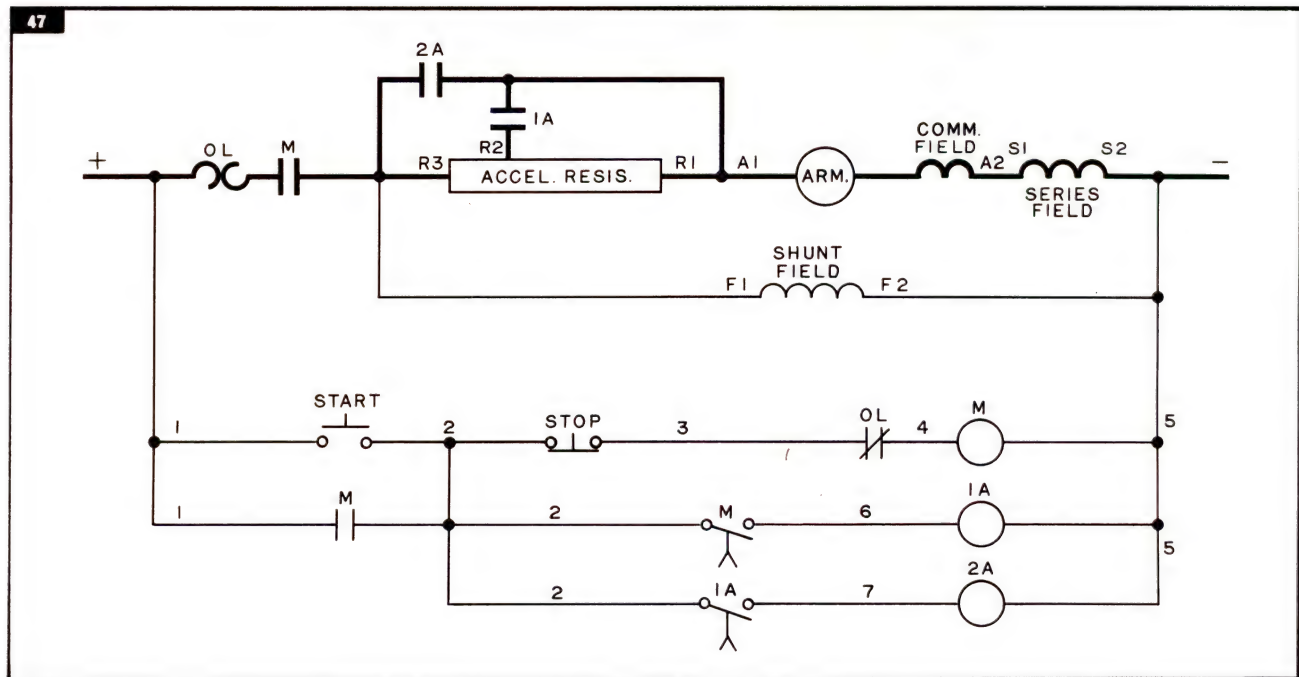 47
2A
1A
+
OL
M
R3
R2
ACCEL. RESIS.
R1
A1
ARM.
COMM.
FIELD
A2
S1
S2
SERIES
FIELD
-
SHUNT
FIELD
F1
F2
1
START
2
STOP
3
OL
4
M
5
1
M
2
M
6
1A
5
2
1A
7
2A